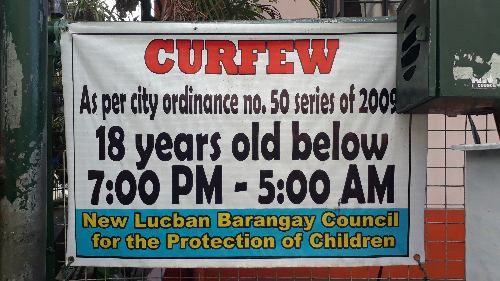 CURFEW
As per city ordinance no. 50 series of 2009
18 years old below
7:00 PM - 5:00 AM
New Lucban Barangay Council
for the Protection of Children